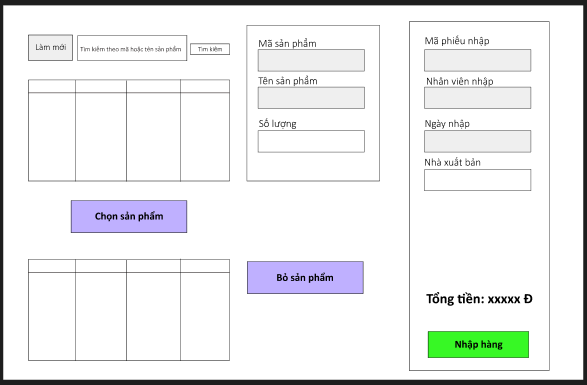 Làm mới
Tìm kiếm theo mã hoặc tên sản phẩm
Tìm kiếm
Chọn sản phẩm
Mã sản phẩm
Tên sản phẩm
Số lượng
Bỏ sản phẩm
Mã phiếu nhập
Nhân viên nhập
Ngày nhập
Nhà xuất bản
Tổng tiền: xxxxx Đ
Nhập hàng